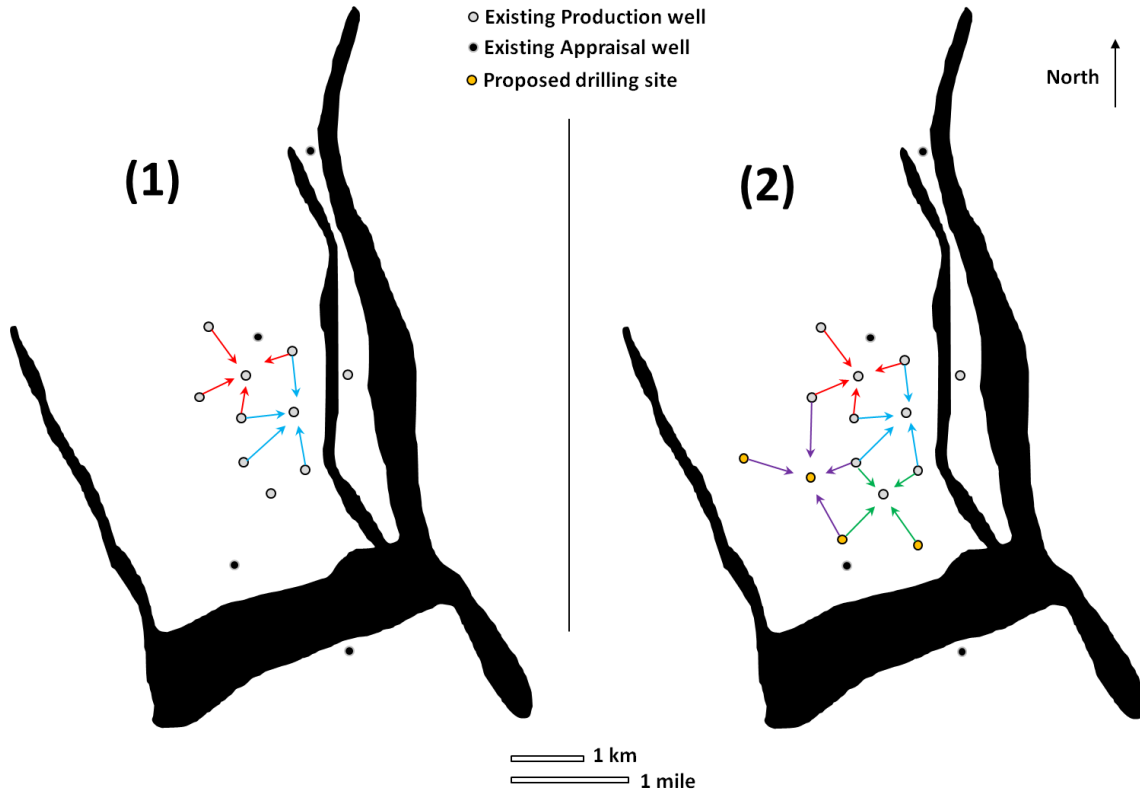 Existing Production well
Existing Appraisal well
Proposed drilling site
North
(1)
(2)
1 km
1 mile